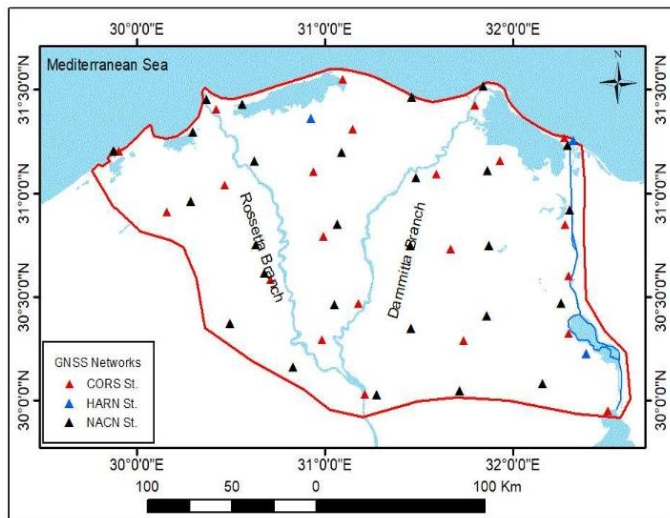 30°0'0"E 31°0'0"E 32°0'0"E
Mediterranean Sea
N
31°30'0"N 31°30'0"N
31°0'0"N 31°0'0"N
30°30'0"N 30°30'0"N
30°0'0"N 30°0'0"N
Rossetta Branch
Dammitta Branch
GNSS Networks
CORS St.
HARN St.
NACN St.
30°0'0"E 31°0'0"E 32°0'0"E
100 50 0 100 Km